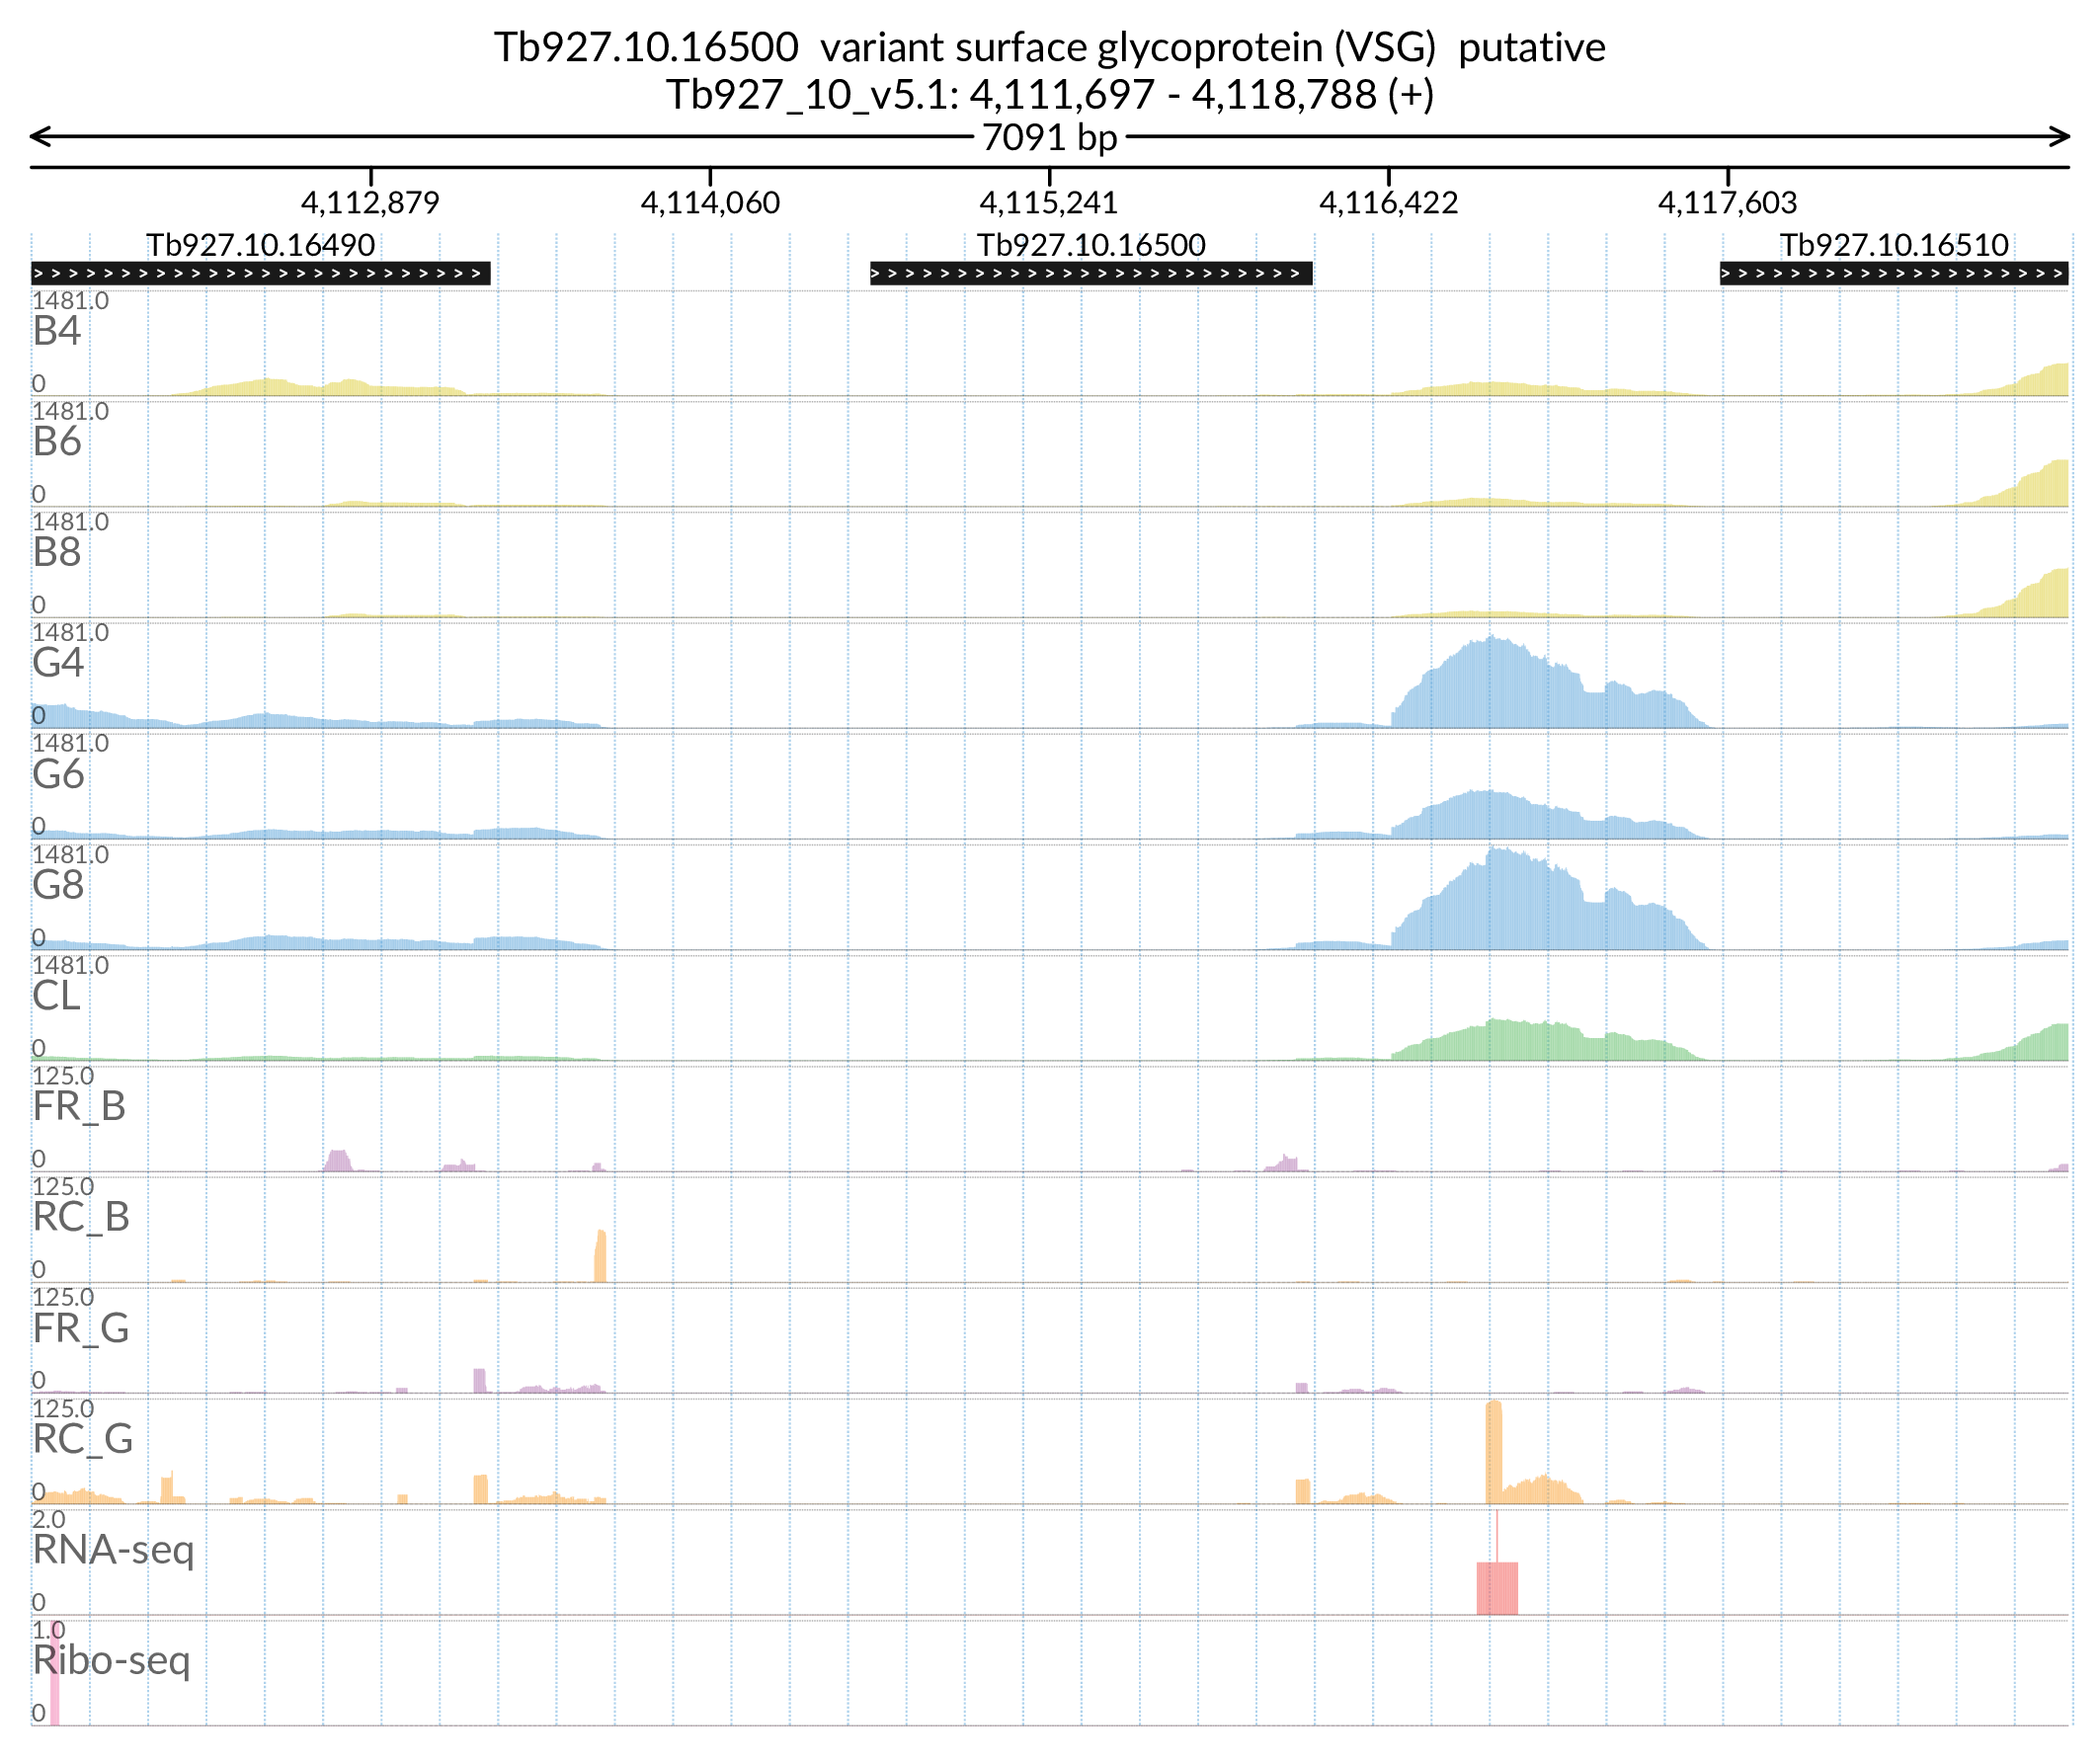 Tb927.10.16500  variant surface glycoprotein (VSG)  putative
Tb927_10_v5.1: 4,111,697 - 4,118,788 (+)
7091 bp
4,112,879 4,114,060 4,115,241 4,116,422 4,117,603
Tb927.10.16490 Tb927.10.16500 Tb927.10.16510
1481.0
B4
0
1481.0
B6
0
1481.0
B8
0
1481.0
G4
0
1481.0
G6
0
1481.0
G8
0
1481.0
CL
0
125.0
FR_B
0
125.0
RC_B
0
125.0
FR_G
0
125.0
RC_G
0
2.0
RNA-seq
0
1.0
Ribo-seq
0